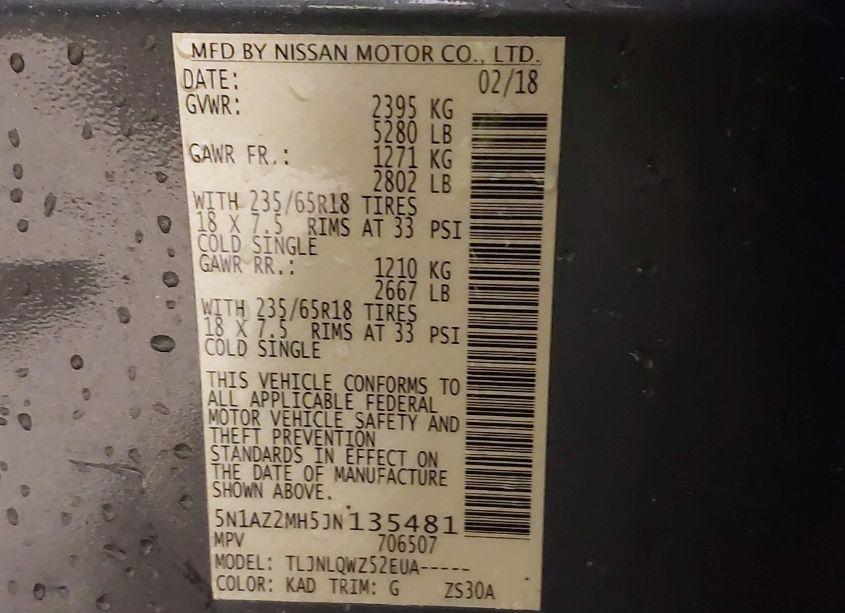 MFD BY NISSAN MOTOR CO., LTD.
DATE: 02/18
GVWR: 2395 KG
5280 LB
GAWR FR.: 1271 KG
2802 LB
WITH 235/65R18 TIRES
18 X 7.5 RIMS AT 33 PSI
COLD SINGLE
GAWR RR.: 1210 KG
2667 LB
WITH 235/65R18 TIRES
18 X 7.5 RIMS AT 33 PSI
COLD SINGLE
THIS VEHICLE CONFORMS TO
ALL APPLICABLE FEDERAL
MOTOR VEHICLE SAFETY AND
THEFT PREVENTION
STANDARDS IN EFFECT ON
THE DATE OF MANUFACTURE
SHOWN ABOVE.
5N1AZ2MH5JN135481
MPV 706507
MODEL: TLJNLQWZ52EUA-----
COLOR: KAD TRIM: G ZS30A